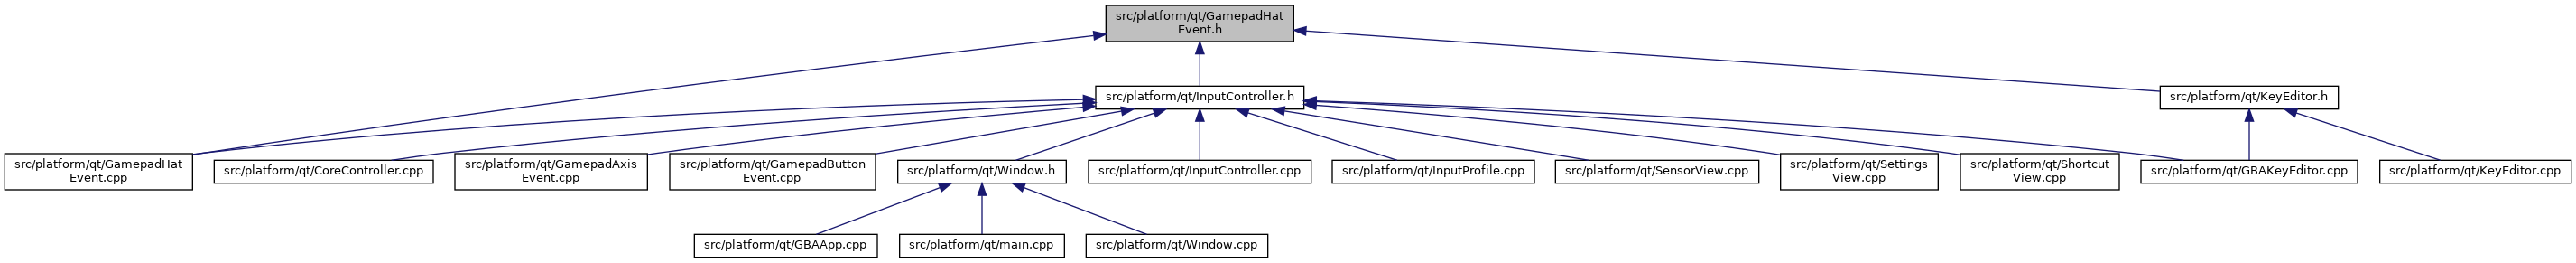 src/platform/qt/GamepadHat
Event.h
src/platform/qt/InputController.h
src/platform/qt/KeyEditor.h
src/platform/qt/GamepadHat
Event.cpp
src/platform/qt/CoreController.cpp
src/platform/qt/GamepadAxis
Event.cpp
src/platform/qt/GamepadButton
Event.cpp
src/platform/qt/Window.h
src/platform/qt/InputController.cpp
src/platform/qt/InputProfile.cpp
src/platform/qt/SensorView.cpp
src/platform/qt/Settings
View.cpp
src/platform/qt/Shortcut
View.cpp
src/platform/qt/GBAKeyEditor.cpp
src/platform/qt/KeyEditor.cpp
src/platform/qt/GBAApp.cpp
src/platform/qt/main.cpp
src/platform/qt/Window.cpp